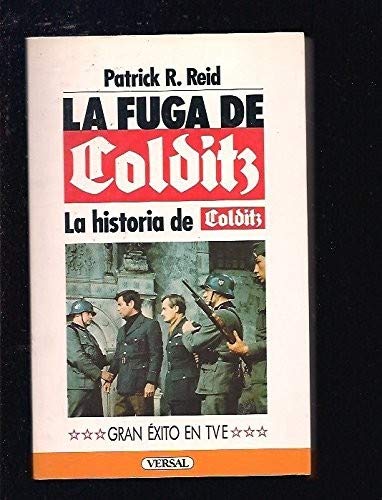 Patrick R. Reid
LA FUGA DE
Colditz
La historia de Colditz
☆☆☆GRAN ÉXITO EN TVE☆☆☆
VERSAL